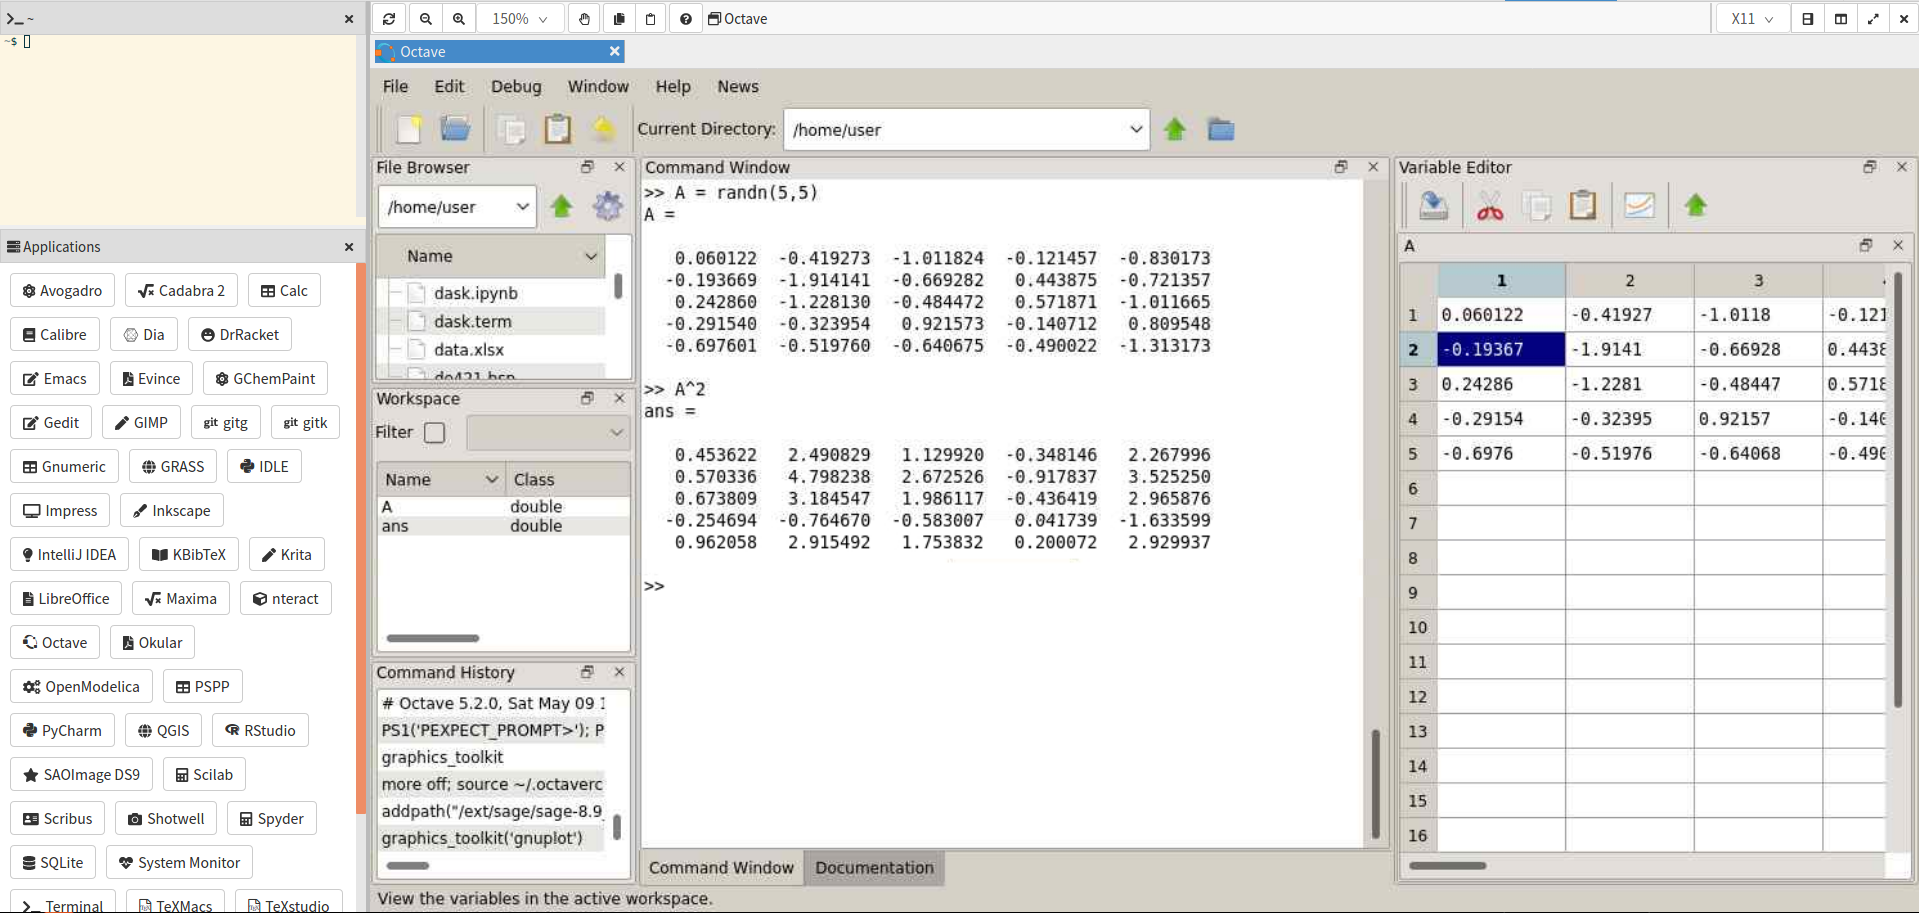 ~
~$
Applications
Avogadro Cadabra 2 Calc
Calibre Dia DrRacket
Emacs Evince GChemPaint
Gedit GIMP git gitg git gitk
Gnumeric GRASS IDLE
Impress Inkscape
IntelliJ IDEA KBibTeX Krita
LibreOffice Maxima nteract
Octave Okular
OpenModelica PSPP
PyCharm QGIS RStudio
SAOImage DS9 Scilab
Scribus Shotwell Spyder
SQLite System Monitor
Terminal TeXMacs TeXstudio
150% Octave X11
Octave
File Edit Debug Window Help News
Current Directory: /home/user
File Browser
/home/user
Name
dask.ipynb
dask.term
data.xlsx
Workspace
Filter
Name Class
A double
ans double
Command History
# Octave 5.2.0, Sat May 09 1
PS1('PEXPECT_PROMPT>'); P
graphics_toolkit
more off; source ~/.octaverc
addpath("/ext/sage/sage-8.9_
graphics_toolkit('gnuplot')
View the variables in the active workspace.
Command Window
>> A = randn(5,5)
A =
0.060122 -0.419273 -1.011824 -0.121457 -0.830173
-0.193669 -1.914141 -0.669282 0.443875 -0.721357
0.242860 -1.228130 -0.484472 0.571871 -1.011665
-0.291540 -0.323954 0.921573 -0.140712 0.809548
-0.697601 -0.519760 -0.640675 -0.490022 -1.313173
>> A^2
ans =
0.453622 2.490829 1.129920 -0.348146 2.267996
0.570336 4.798238 2.672526 -0.917837 3.525250
0.673809 3.184547 1.986117 -0.436419 2.965876
-0.254694 -0.764670 -0.583007 0.041739 -1.633599
0.962058 2.915492 1.753832 0.200072 2.929937
>>
Command Window Documentation
Variable Editor
A
1 2 3
1 0.060122 -0.41927 -1.0118 -0.121
2 -0.19367 -1.9141 -0.66928 0.4438
3 0.24286 -1.2281 -0.48447 0.5718
4 -0.29154 -0.32395 0.92157 -0.140
5 -0.6976 -0.51976 -0.64068 -0.490
6
7
8
9
10
11
12
13
14
15
16